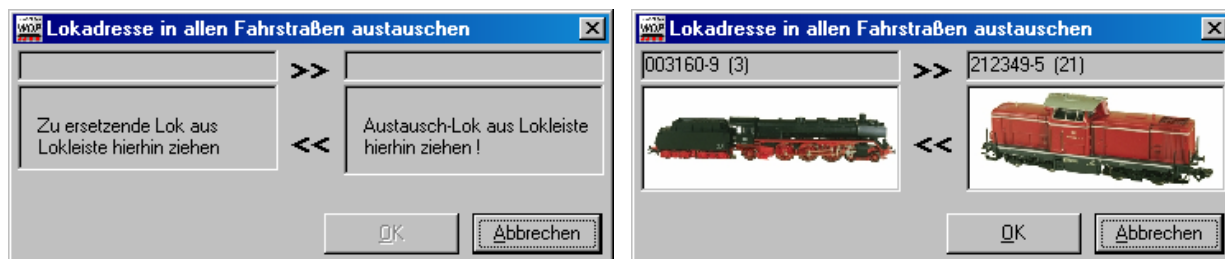 Lokadresse in allen Fahrstraßen austauschen
>>
Zu ersetzende Lok aus
Lokleiste hierhin ziehen
<<
Austausch-Lok aus Lokleiste
hierhin ziehen !
OK
Abbrechen
Lokadresse in allen Fahrstraßen austauschen
003160-9 (3)
>>
212349-5 (21)
<<
OK
Abbrechen